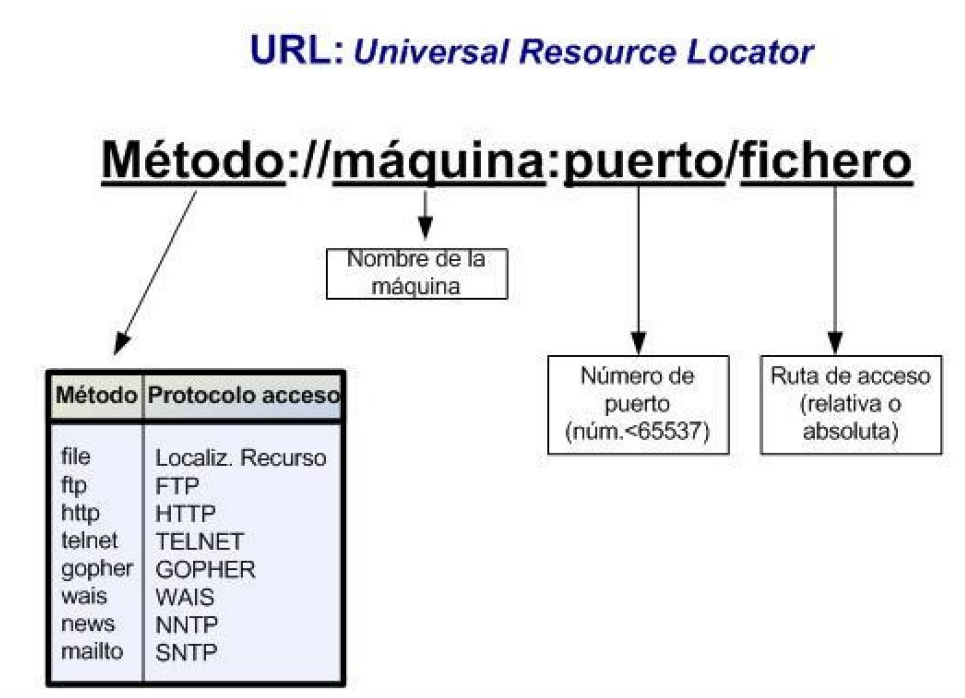 URL: Universal Resource Locator
Método://máquina:puerto/fichero
Nombre de la
máquina
Número de
puerto
(núm.<65537)
Ruta de acceso
(relativa o
absoluta)
Método Protocolo acceso
file Localiz. Recurso
ftp FTP
http HTTP
telnet TELNET
gopher GOPHER
wais WAIS
news NNTP
mailto SNTP